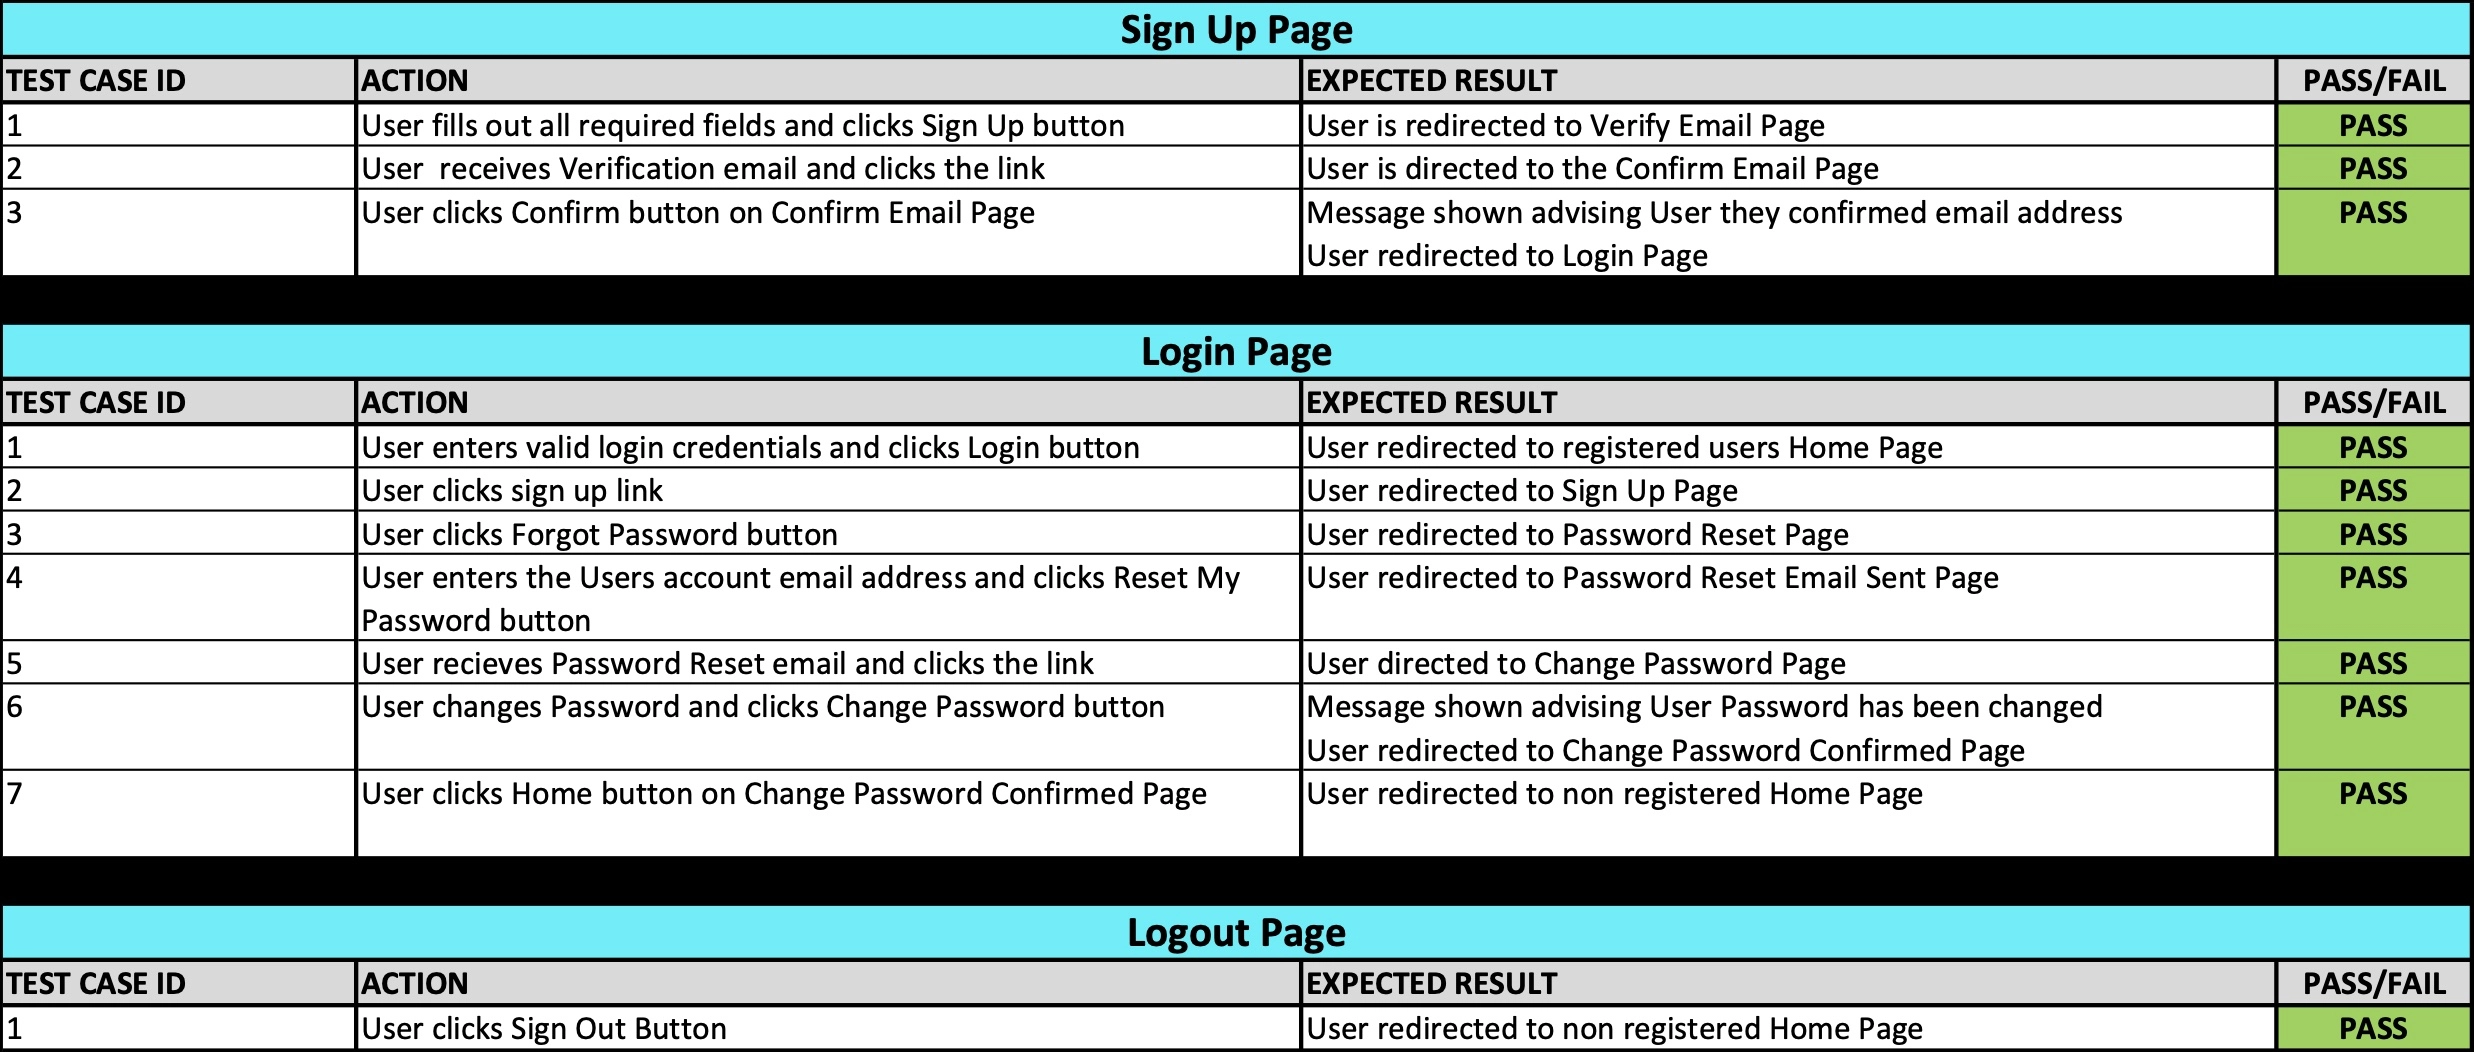 Sign Up Page
TEST CASE ID ACTION EXPECTED RESULT PASS/FAIL
1 User fills out all required fields and clicks Sign Up button User is redirected to Verify Email Page PASS
2 User  receives Verification email and clicks the link User is directed to the Confirm Email Page PASS
3 User clicks Confirm button on Confirm Email Page Message shown advising User they confirmed email address PASS
User redirected to Login Page
Login Page
TEST CASE ID ACTION EXPECTED RESULT PASS/FAIL
1 User enters valid login credentials and clicks Login button User redirected to registered users Home Page PASS
2 User clicks sign up link User redirected to Sign Up Page PASS
3 User clicks Forgot Password button User redirected to Password Reset Page PASS
4 User enters the Users account email address and clicks Reset My User redirected to Password Reset Email Sent Page PASS
Password button
5 User recieves Password Reset email and clicks the link User directed to Change Password Page PASS
6 User changes Password and clicks Change Password button Message shown advising User Password has been changed PASS
User redirected to Change Password Confirmed Page
7 User clicks Home button on Change Password Confirmed Page User redirected to non registered Home Page PASS
Logout Page
TEST CASE ID ACTION EXPECTED RESULT PASS/FAIL
1 User clicks Sign Out Button User redirected to non registered Home Page PASS